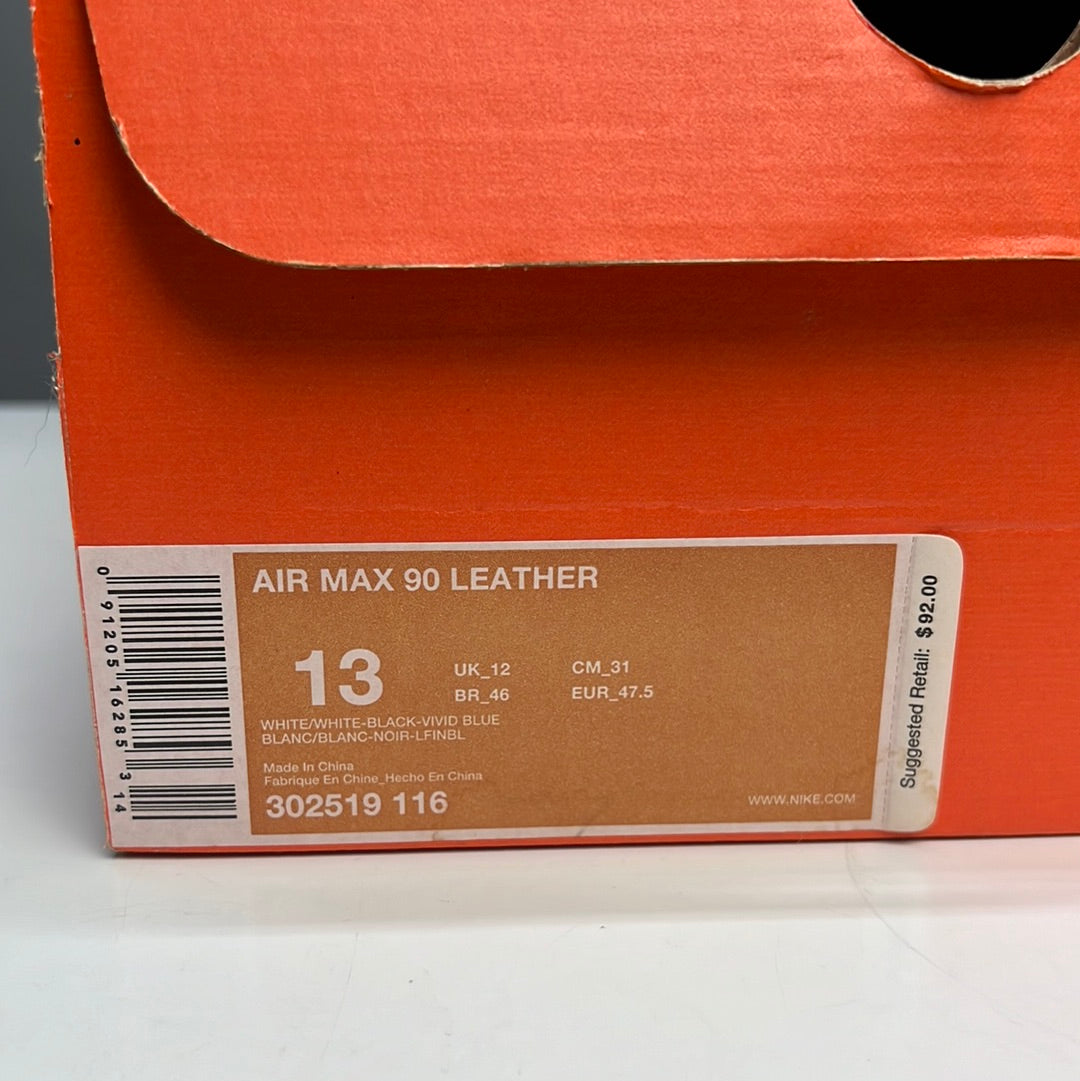 AIR MAX 90 LEATHER
13
UK_12 CM_31
BR_46 EUR_47.5
WHITE/WHITE-BLACK-VIVID BLUE
BLANC/BLANC-NOIR-LFINBL
Made In China
Fabrique En Chine_Hecho En China
302519 116
WWW.NIKE.COM
0 91205 16285 3 14
Suggested Retail: $92.00